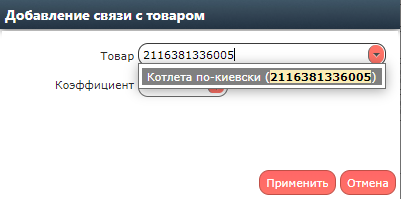 Добавление связи с товаром
Товар 2116381336005
Котлета по-киевски (2116381336005)
Коэффициент
Применить Отмена